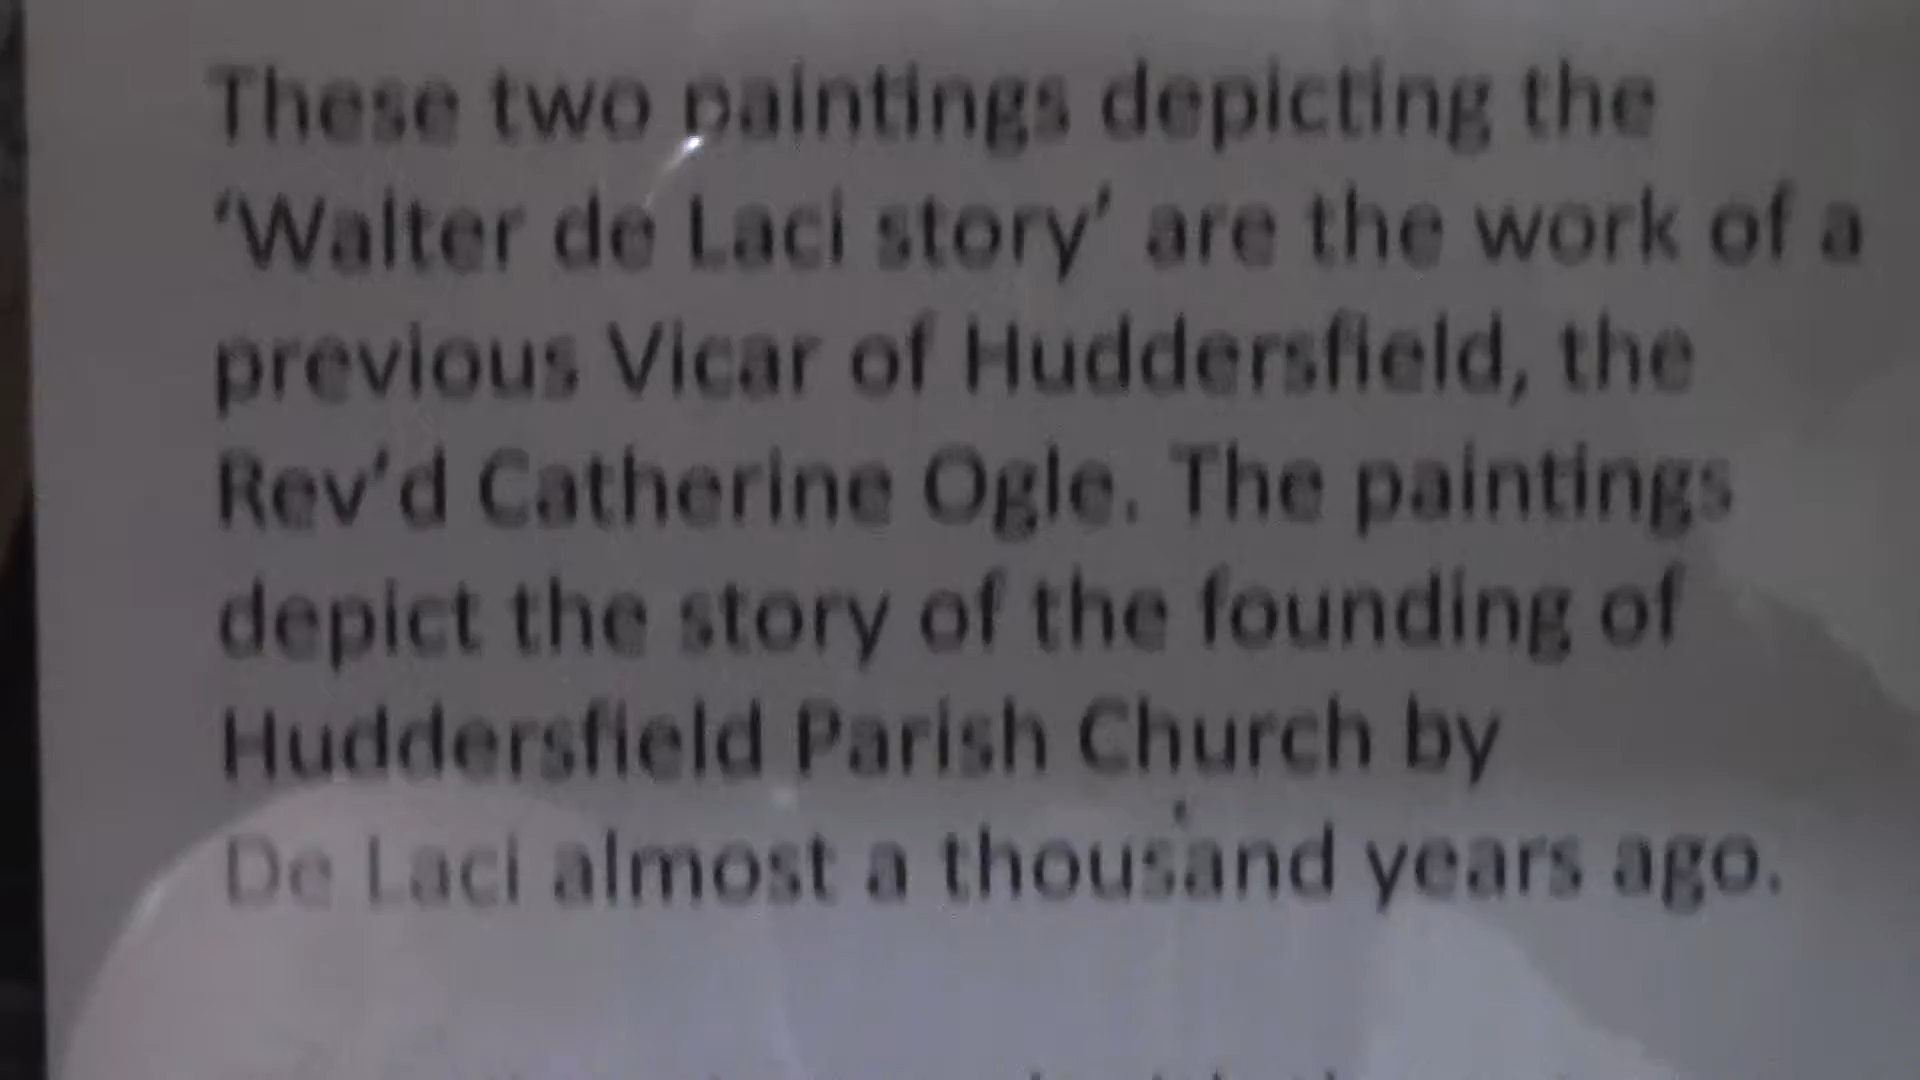 These two paintings depicting the
‘Walter de Laci story’ are the work of a
previous Vicar of Huddersfield, the
Rev’d Catherine Ogle. The paintings
depict the story of the founding of
Huddersfield Parish Church by
De Laci almost a thousand years ago.